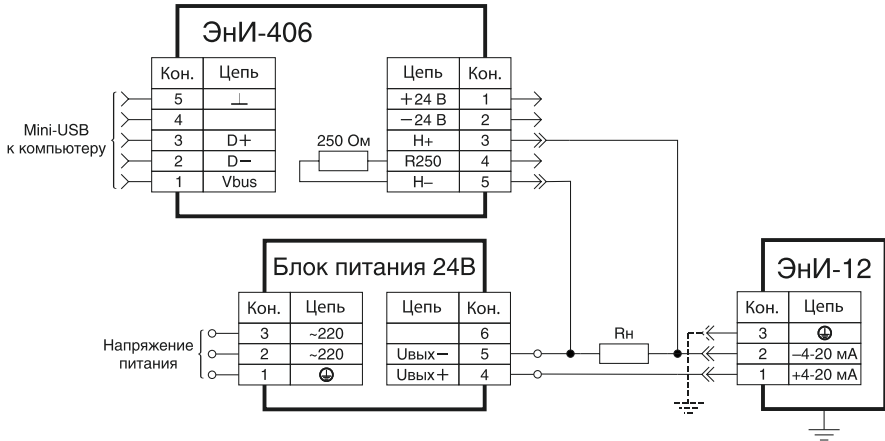 ЭнИ-406
Кон. Цепь
5 ⊥
4
3 D+
2 D−
1 Vbus
Mini-USB
к компьютеру
250 Ом
Цепь Кон.
+24 В 1
−24 В 2
H+ 3
R250 4
H− 5
Блок питания 24В
Кон. Цепь
3 ~220
2 ~220
1
Напряжение
питания
Цепь Кон.
6
Uвых− 5
Uвых+ 4
Rн
ЭнИ-12
Кон. Цепь
3
2 −4-20 мА
1 +4-20 мА